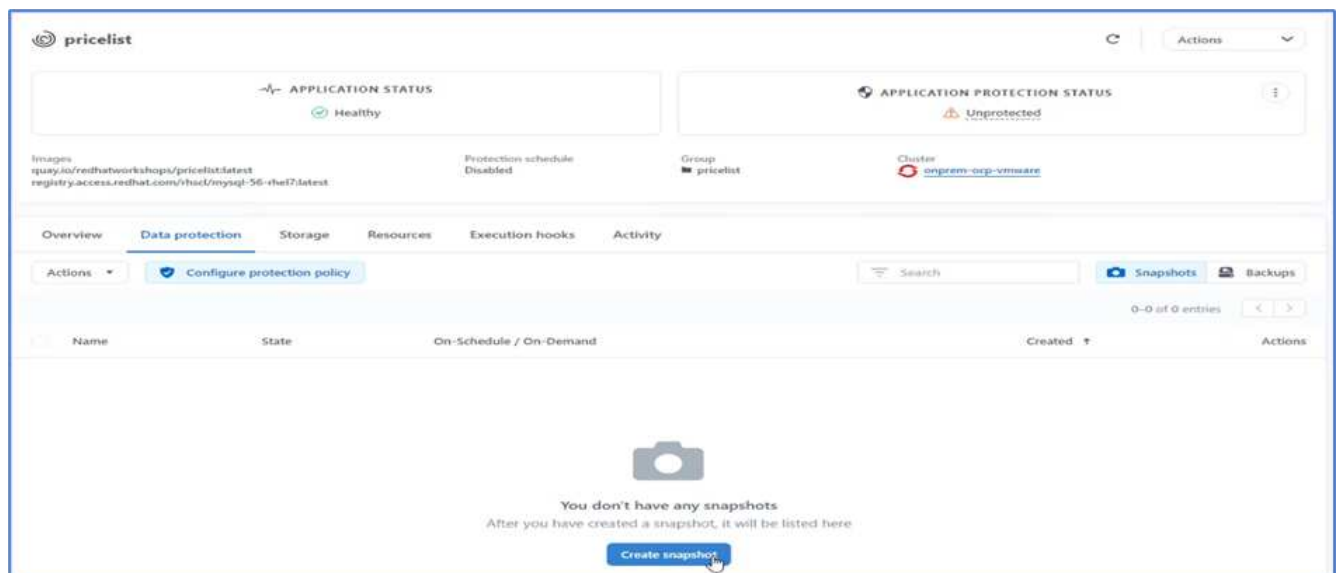 pricelist
Actions
APPLICATION STATUS
Healthy
APPLICATION PROTECTION STATUS
Unprotected
Images
quay.io/redhatworkshops/pricelist:latest
registry.access.redhat.com/rhscl/mysql-56-rhel7:latest
Protection schedule
Disabled
Group
pricelist
Cluster
onprem-ocp-vmware
Overview Data protection Storage Resources Execution hooks Activity
Actions Configure protection policy Search Snapshots Backups
0-0 of 0 entries
Name State On-Schedule / On-Demand Created Actions
You don't have any snapshots
After you have created a snapshot, it will be listed here
Create snapshot